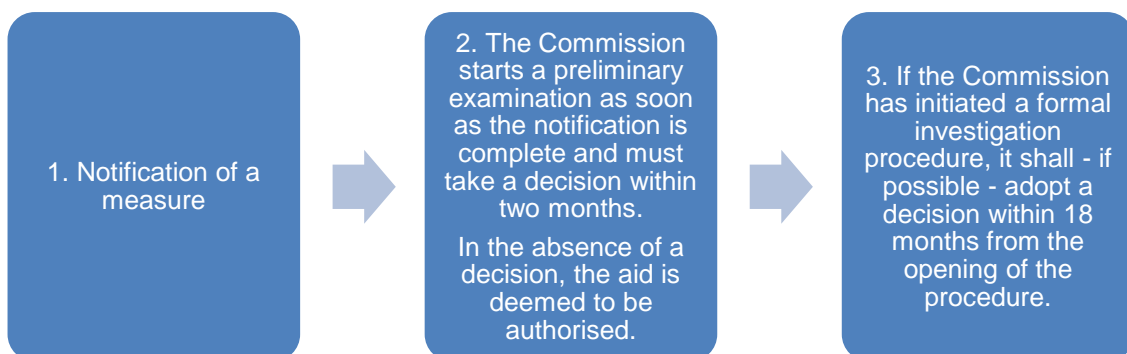 1. Notification of a
measure
2. The Commission
starts a preliminary
examination as soon
as the notification is
complete and must
take a decision within
two months.
In the absence of a
decision, the aid is
deemed to be
authorised.
3. If the Commission
has initiated a formal
investigation
procedure, it shall - if
possible - adopt a
decision within 18
months from the
opening of the
procedure.